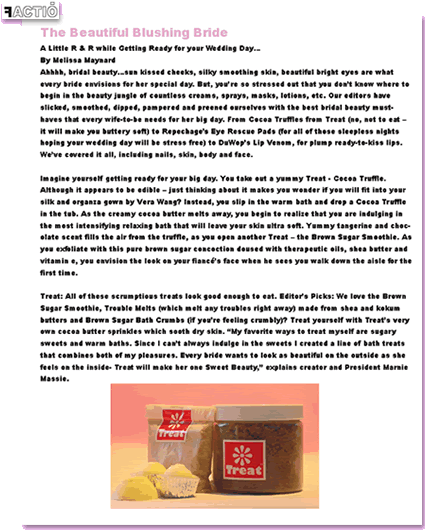 FACTIO
The Beautiful Blushing Bride
A Little R & R while Getting Ready for your Wedding Day...
By Melissa Maynard
Ahhhh, bridal beauty...sun kissed cheeks, silky smoothing skin, beautiful bright eyes are what
every bride envisions for her special day. But, you're so stressed out that you don't know where to
begin in the beauty jungle of countless creams, sprays, masks, lotions, etc. Our editors have
slicked, smoothed, dipped, pampered and preened ourselves with the best bridal beauty must-
haves that every wife-to-be needs for her big day. From Cocoa Truffles from Treat (no, not to eat –
it will make you buttery soft) to Repechage's Eye Rescue Pads (for all of those sleepless nights
hoping your wedding day will be stress free) to DuWop's Lip Venom, for plump ready-to-kiss lips.
We've covered it all, including nails, skin, body and face.
Imagine yourself getting ready for your big day. You take out a yummy Treat - Cocoa Truffle.
Although it appears to be edible – just thinking about it makes you wonder if you will fit into your
silk and organza gown by Vera Wang? Instead, you slip in the warm bath and drop a Cocoa Truffle
in the tub. As the creamy cocoa butter melts away, you begin to realize that you are indulging in
the most intensifying relaxing bath that will leave your skin ultra soft. Yummy tangerine and choc-
olate scent fills the air from the truffle, as you open another Treat – the Brown Sugar Smoothie. As
you exfoliate with this pure brown sugar concoction doused with therapeutic oils, shea butter and
vitamin e, you envision the look on your fiancé's face when he sees you walk down the aisle for the
first time.
Treat: All of these scrumptious treats look good enough to eat. Editor's Picks: We love the Brown
Sugar Smoothie, Trouble Melts (which melt any troubles right away) made from shea and kokum
butters and Brown Sugar Bath Crumbs (if you're feeling crumbly)? Treat yourself with Treat's very
own cocoa butter sprinkles which sooth dry skin. "My favorite ways to treat myself are sugary
sweets and warm baths. Since I can't always indulge in the sweets I created a line of bath treats
that combines both of my pleasures. Every bride wants to look as beautiful on the outside as she
feels on the inside- Treat will make her one Sweet Beauty," explains creator and President Marnie
Massie.
Treat
Treat